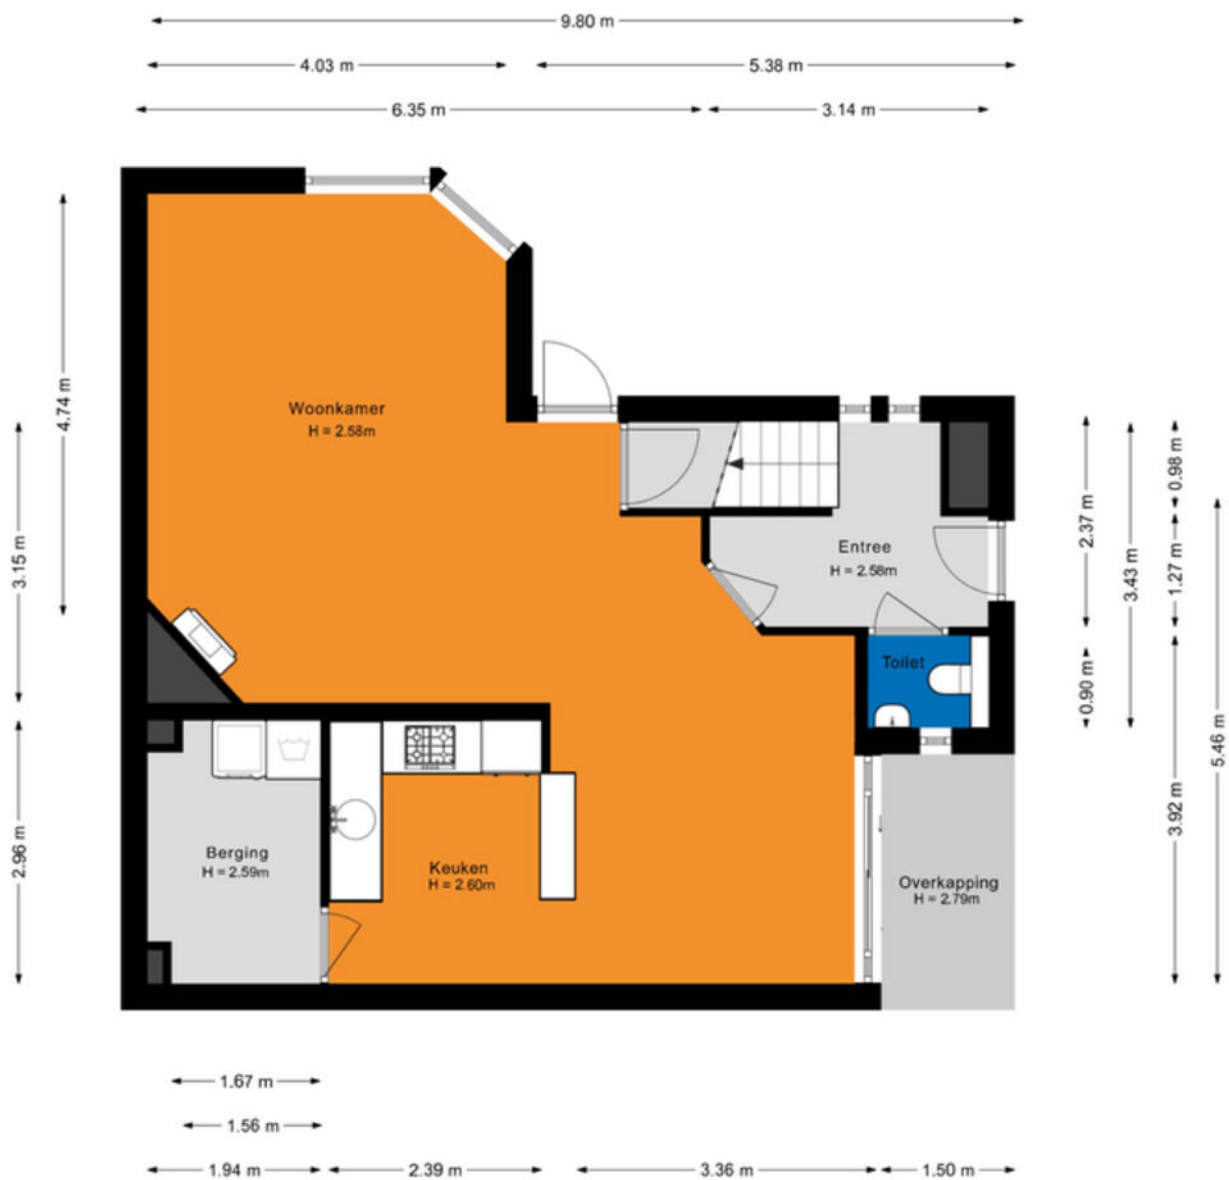 9.80 m
4.03 m
5.38 m
6.35 m
3.14 m
4.74 m
3.15 m
2.96 m
Woonkamer
H = 2.58m
Entree
H = 2.58m
Toilet
Berging
H = 2.59m
Keuken
H = 2.60m
Overkapping
H = 2.79m
2.37 m
0.90 m
3.43 m
0.98 m
1.27 m
3.92 m
5.46 m
1.67 m
1.56 m
1.94 m
2.39 m
3.36 m
1.50 m